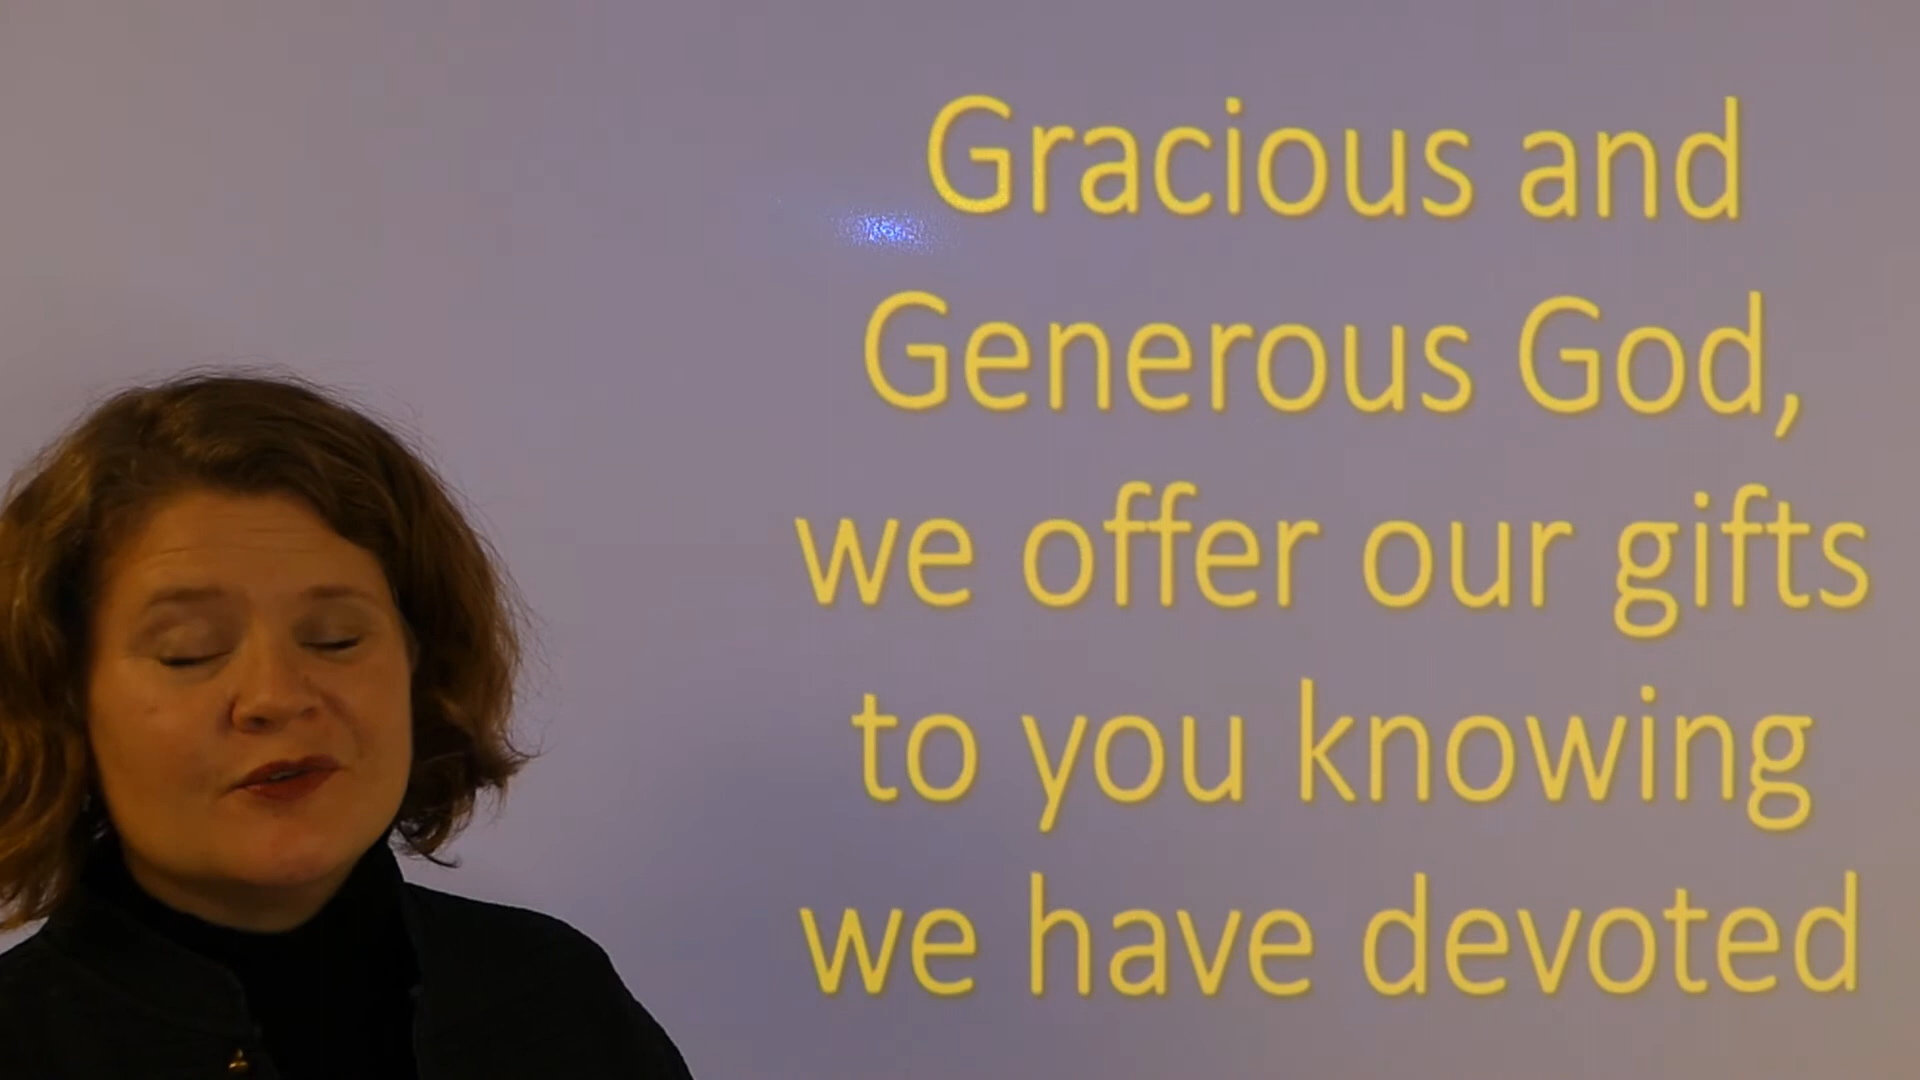 Gracious and
Generous God,
we offer our gifts
to you knowing
we have devoted